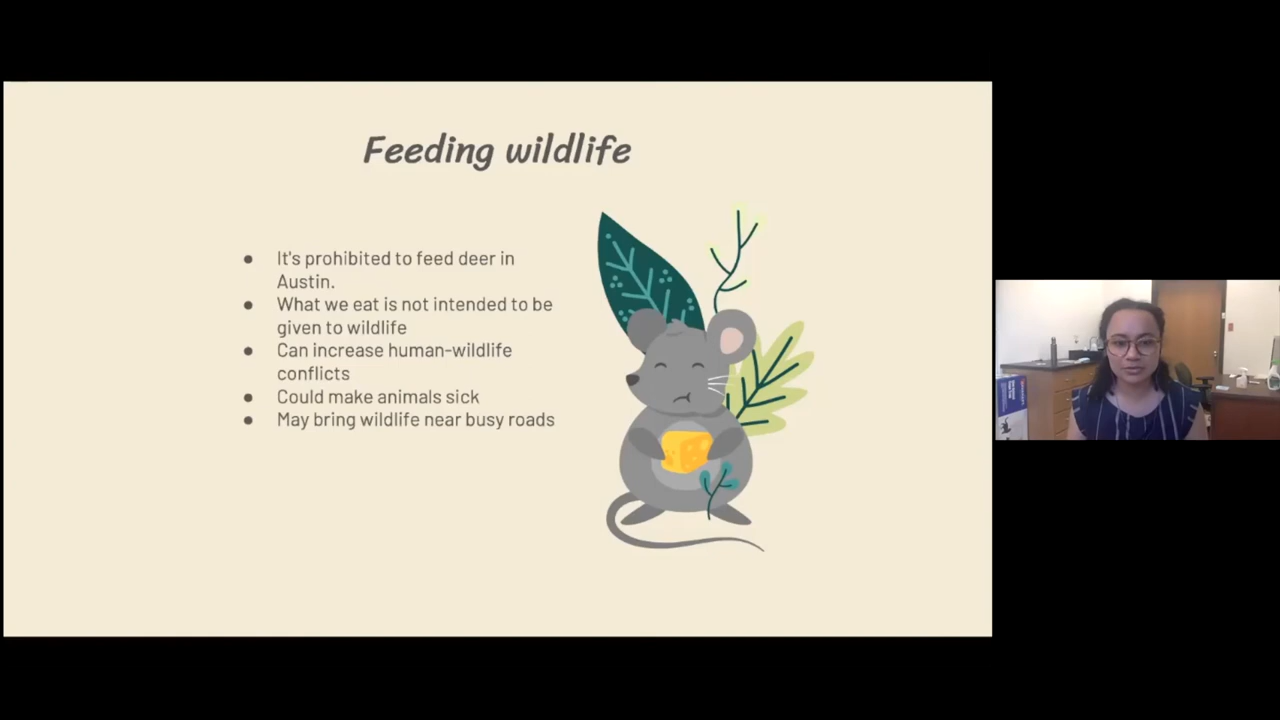 Feeding wildlife
● It's prohibited to feed deer in
Austin.
● What we eat is not intended to be
given to wildlife
● Can increase human-wildlife
conflicts
● Could make animals sick
● May bring wildlife near busy roads